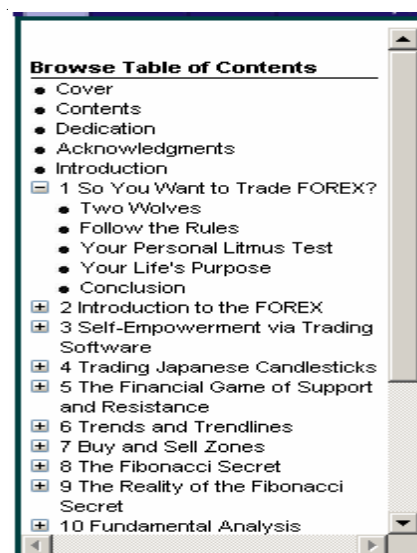 Browse Table of Contents
Cover
Contents
Dedication
Acknowledgments
Introduction
1 So You Want to Trade FOREX?
Two Wolves
Follow the Rules
Your Personal Litmus Test
Your Life's Purpose
Conclusion
2 Introduction to the FOREX
3 Self-Empowerment via Trading
Software
4 Trading Japanese Candlesticks
5 The Financial Game of Support
and Resistance
6 Trends and Trendlines
7 Buy and Sell Zones
8 The Fibonacci Secret
9 The Reality of the Fibonacci
Secret
10 Fundamental Analysis